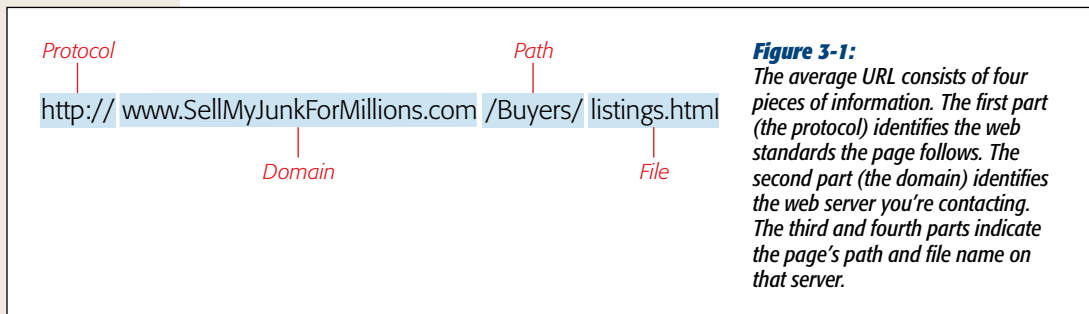 Protocol
Path
http:// www.SellMyJunkForMillions.com /Buyers/ listings.html
Domain
File
Figure 3-1:
The average URL consists of four
pieces of information. The first part
(the protocol) identifies the web
standards the page follows. The
second part (the domain) identifies
the web server you’re contacting.
The third and fourth parts indicate
the page’s path and file name on
that server.